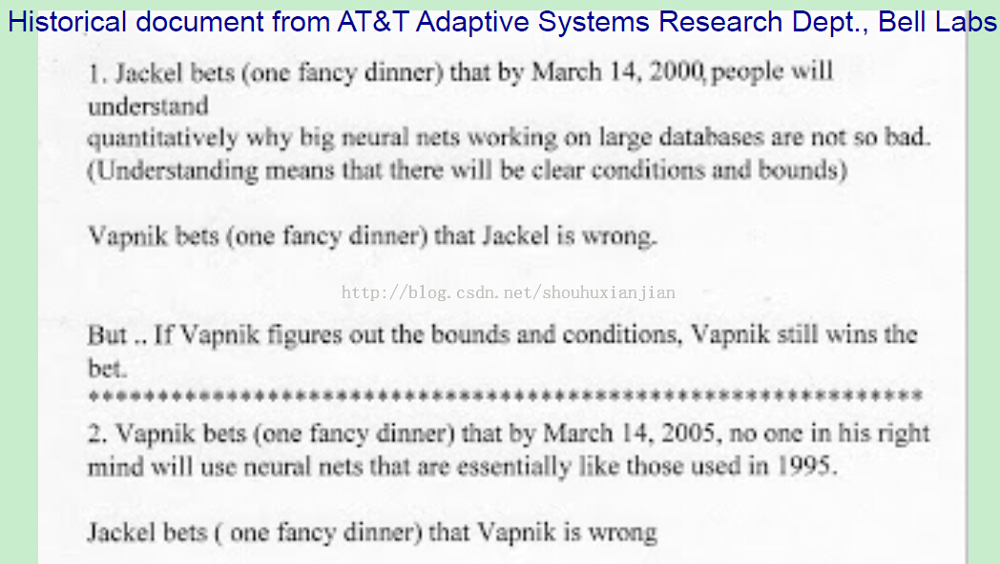 Historical document from AT&T Adaptive Systems Research Dept., Bell Labs
1. Jackel bets (one fancy dinner) that by March 14, 2000, people will
understand
quantitatively why big neural nets working on large databases are not so bad.
(Understanding means that there will be clear conditions and bounds)
Vapnik bets (one fancy dinner) that Jackel is wrong.
http://blog.csdn.net/shouhuxianjian
But .. If Vapnik figures out the bounds and conditions, Vapnik still wins the
bet.
************************************************************
2. Vapnik bets (one fancy dinner) that by March 14, 2005, no one in his right
mind will use neural nets that are essentially like those used in 1995.
Jackel bets ( one fancy dinner) that Vapnik is wrong